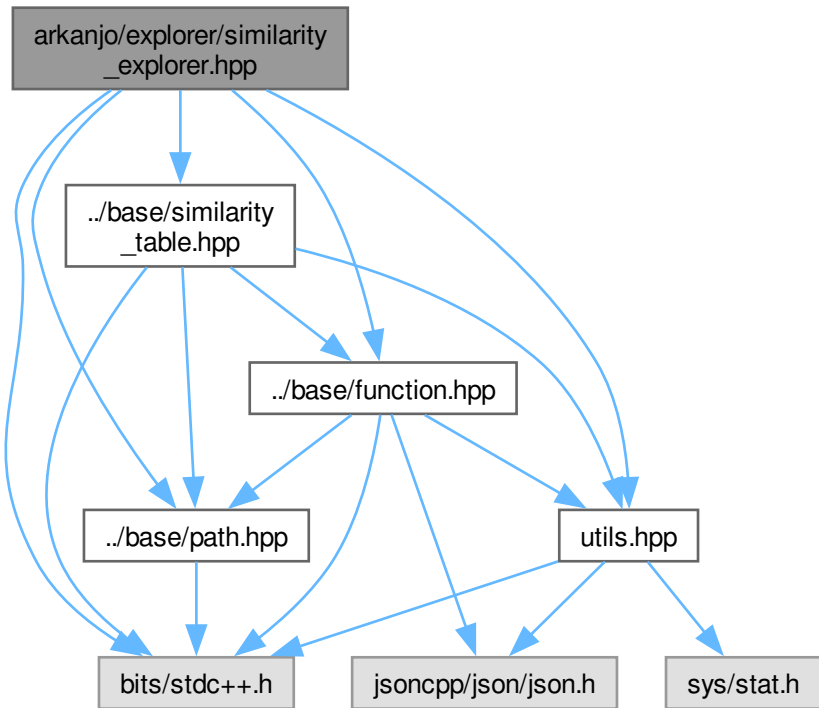 arkanjo/explorer/similarity
_explorer.hpp
../base/similarity
_table.hpp
../base/function.hpp
../base/path.hpp
utils.hpp
bits/stdc++.h
jsoncpp/json/json.h
sys/stat.h